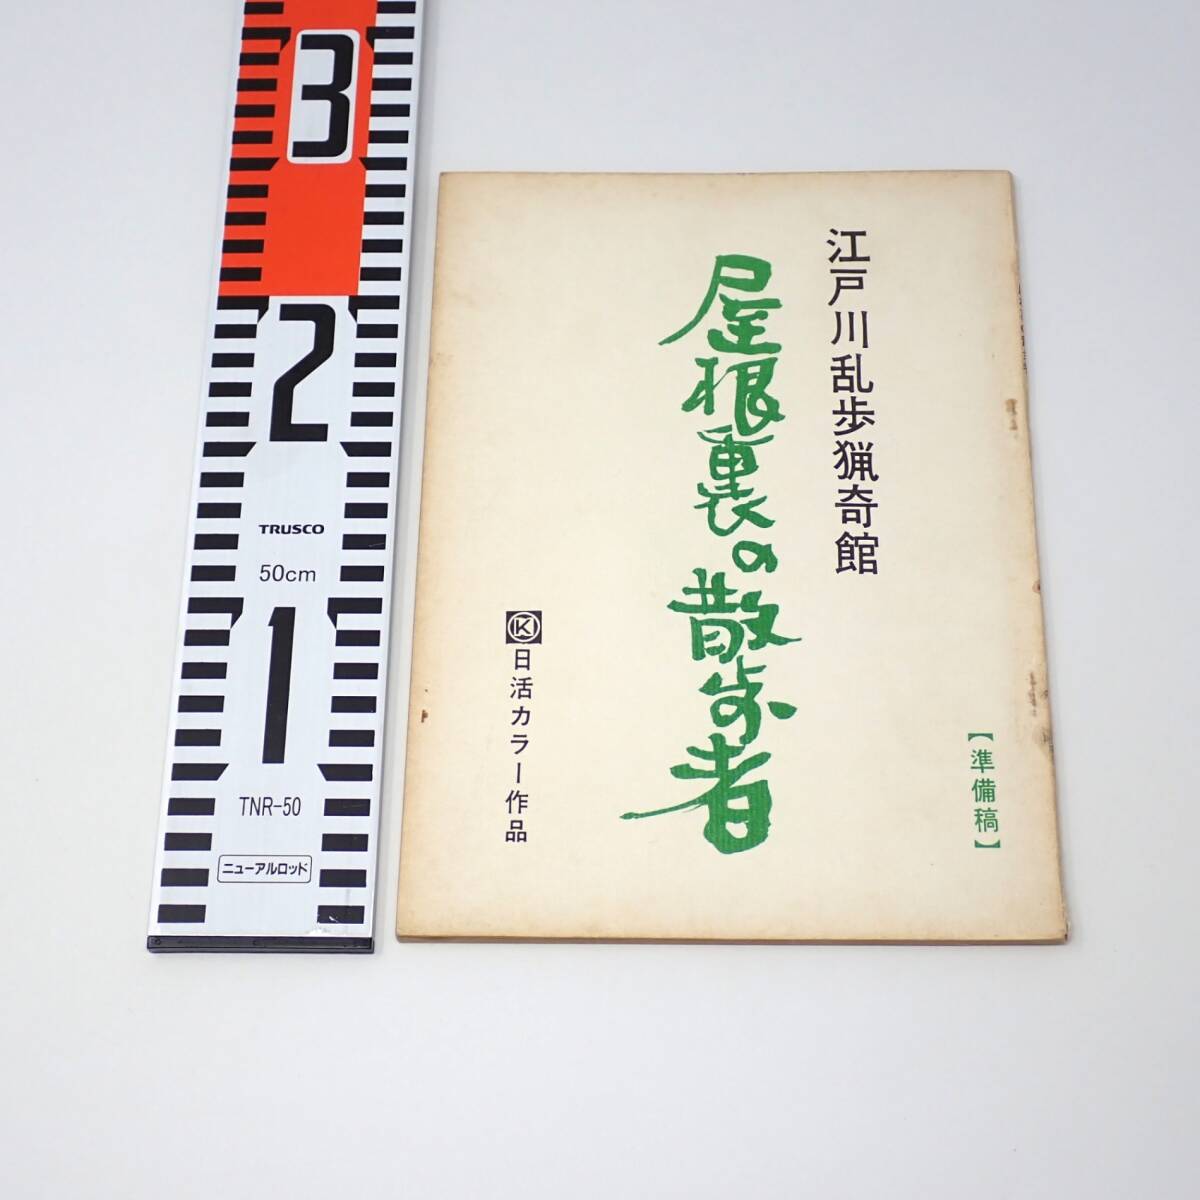 3
2
TRUSCO
50cm
1
TNR-50
ニューアルロッド
江戸川乱歩猟奇館
屋根裏の散歩者
【準備稿】
K
日活カラー作品